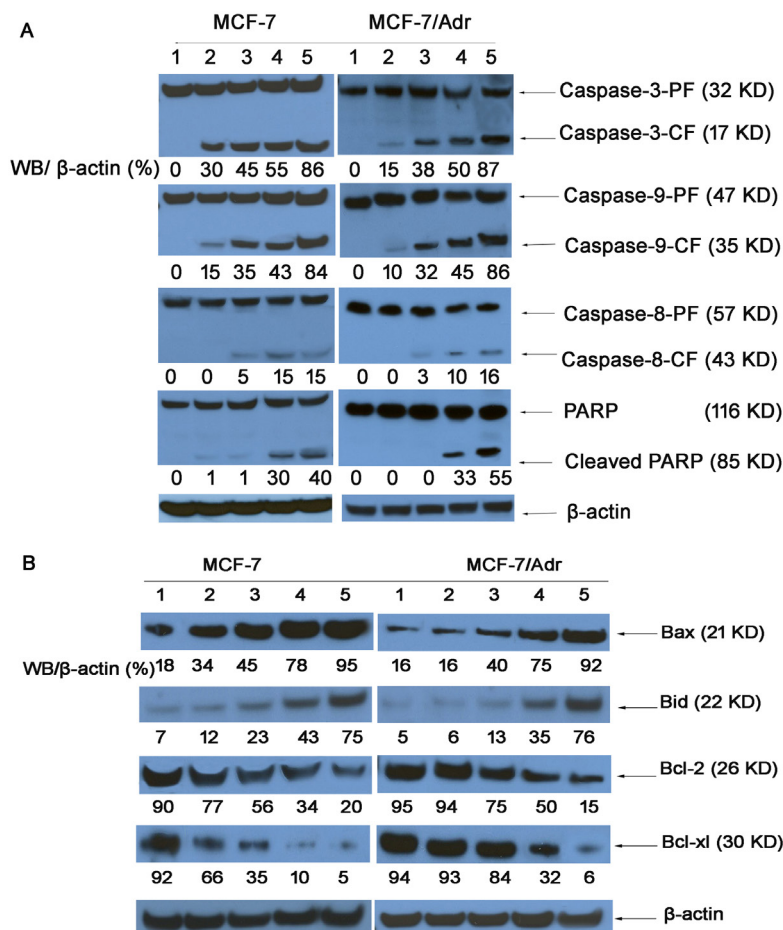 A
MCF-7 MCF-7/Adr
1 2 3 4 5 1 2 3 4 5
Caspase-3-PF (32 KD)
Caspase-3-CF (17 KD)
WB/ β-actin (%) 0 30 45 55 86 0 15 38 50 87
Caspase-9-PF (47 KD)
Caspase-9-CF (35 KD)
0 15 35 43 84 0 10 32 45 86
Caspase-8-PF (57 KD)
Caspase-8-CF (43 KD)
0 0 5 15 15 0 0 3 10 16
PARP (116 KD)
Cleaved PARP (85 KD)
0 1 1 30 40 0 0 0 33 55
β-actin
B
MCF-7 MCF-7/Adr
1 2 3 4 5 1 2 3 4 5
Bax (21 KD)
WB/β-actin (%) 18 34 45 78 95 16 16 40 75 92
Bid (22 KD)
7 12 23 43 75 5 6 13 35 76
Bcl-2 (26 KD)
90 77 56 34 20 95 94 75 50 15
Bcl-xl (30 KD)
92 66 35 10 5 94 93 84 32 6
β-actin